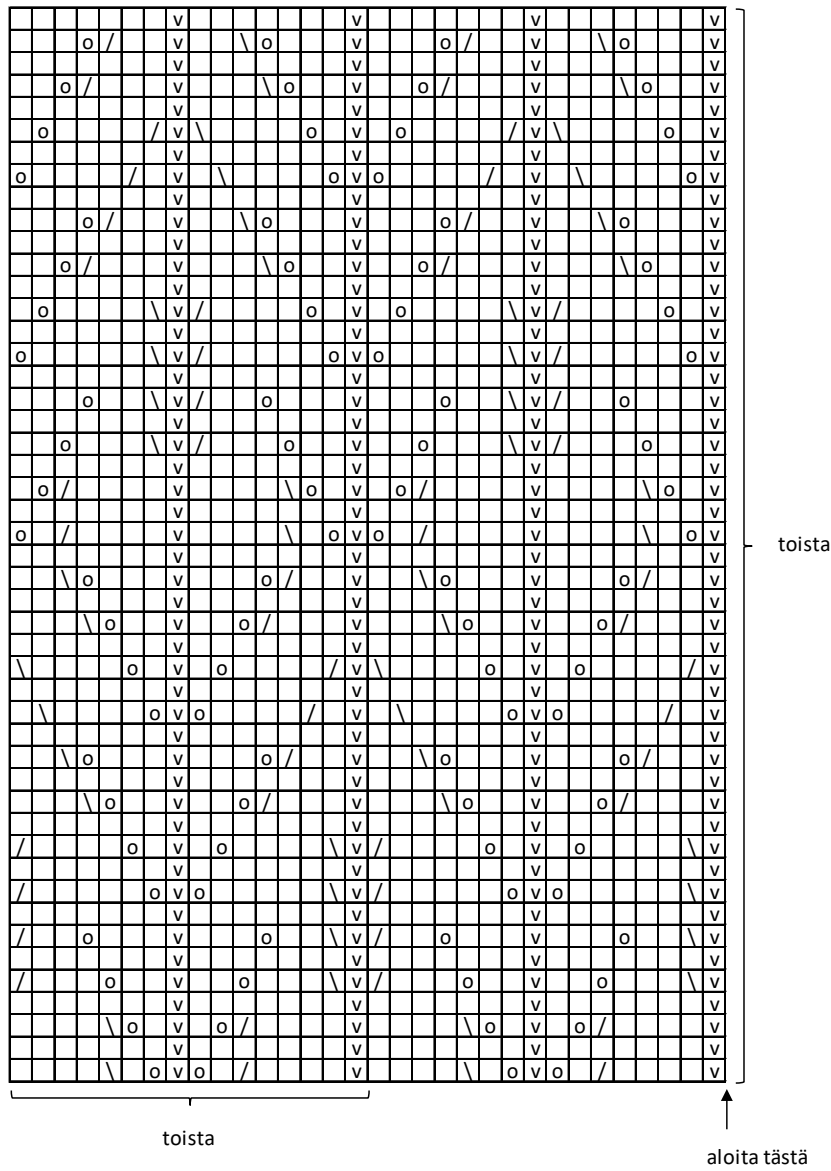 v v v v
o / v \ o v o / v \ o v
v v v v
o / v \ o v o / v \ o v
v v v v
o / v \ o v o / v \ o v
v v v v
o / v \ o v o / v \ o v
v v v v
o / v \ o v o / v \ o v
v v v v
o / v \ o v o / v \ o v
v v v v
o \ v / o v o \ v / o v
v v v v
o \ v / o v o \ v / o v
v v v v
o \ v / o v o \ v / o v
v v v v
o \ v / o v o \ v / o v
v v v v
o / v \ o v o / v \ o v
v v v v
o / v \ o v o / v \ o v
toista
v v v v
\ o v o / v \ o v o / v
v v v v
\ o v o / v \ o v o / v
v v v v
\ o v o / v \ o v o / v
v v v v
\ o v o / v \ o v o / v
v v v v
\ o v o / v \ o v o / v
v v v v
\ o v o / v \ o v o / v
v v v v
/ o v o \ v / o v o \ v
v v v v
/ o v o \ v / o v o \ v
v v v v
/ o v o \ v / o v o \ v
v v v v
/ o v o \ v / o v o \ v
v v v v
\ o v o / v \ o v o / v
v v v v
\ o v o / v \ o v o / v
toista
aloita tästä